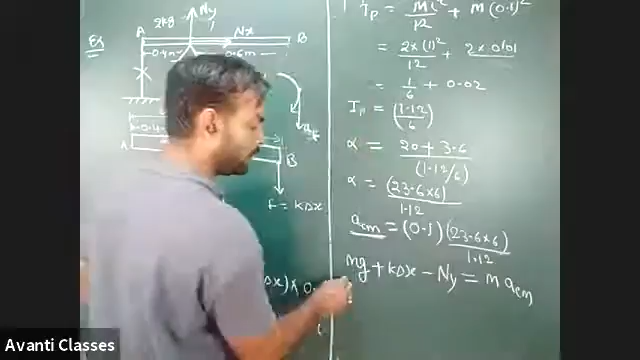 Ex
2kg
Ny
Nx
A
B
0.4m
0.6m
A
B
F = KΔx
Δx) x 0.
I_P = Ml²/12 + M(0.1)²
= 2×(1)²/12 + 2×0.01
= 1/6 + 0.02
I_P = (1.12/6)
α = 20 + 3.6/(1.12/6)
α = (23.6×6)/1.12
a_cm = (0.1)(23.6×6)/1.12
mg + KΔx - Ny = m a_cm
Avanti Classes